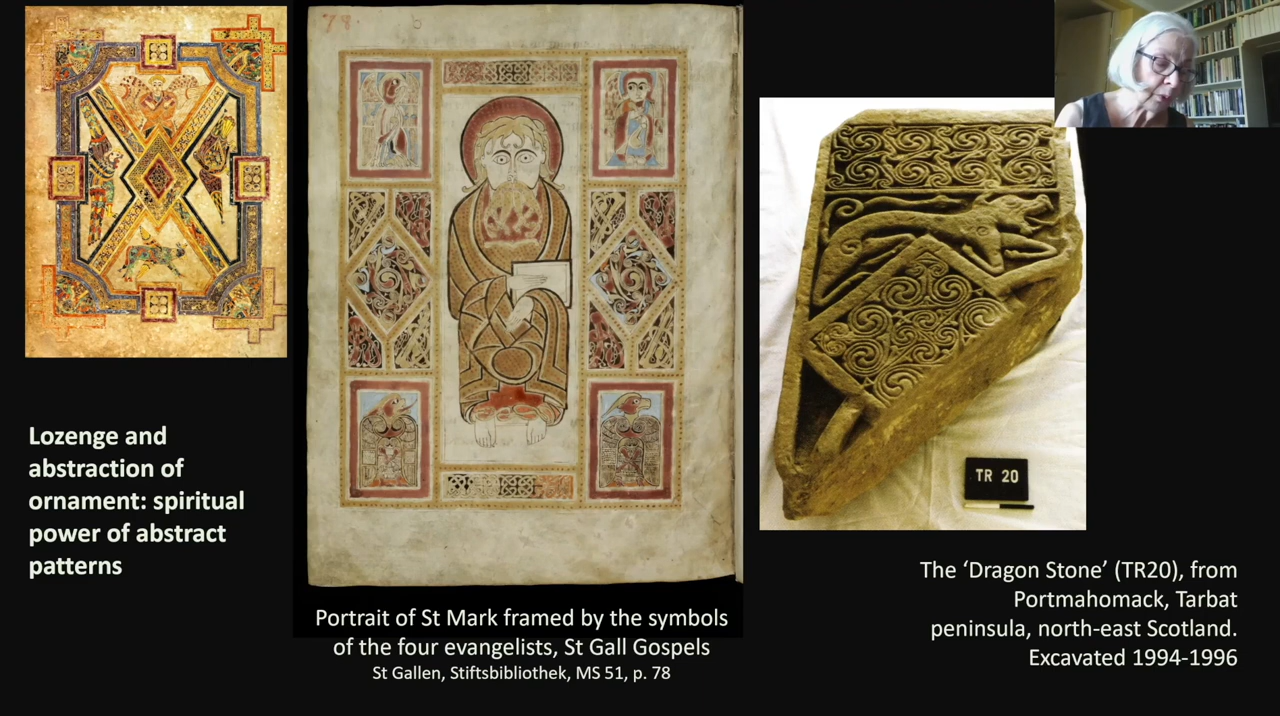 78
Lozenge and
abstraction of
ornament: spiritual
power of abstract
patterns
Portrait of St Mark framed by the symbols
of the four evangelists, St Gall Gospels
St Gallen, Stiftsbibliothek, MS 51, p. 78
TR 20
The ‘Dragon Stone’ (TR20), from
Portmahomack, Tarbat
peninsula, north-east Scotland.
Excavated 1994-1996